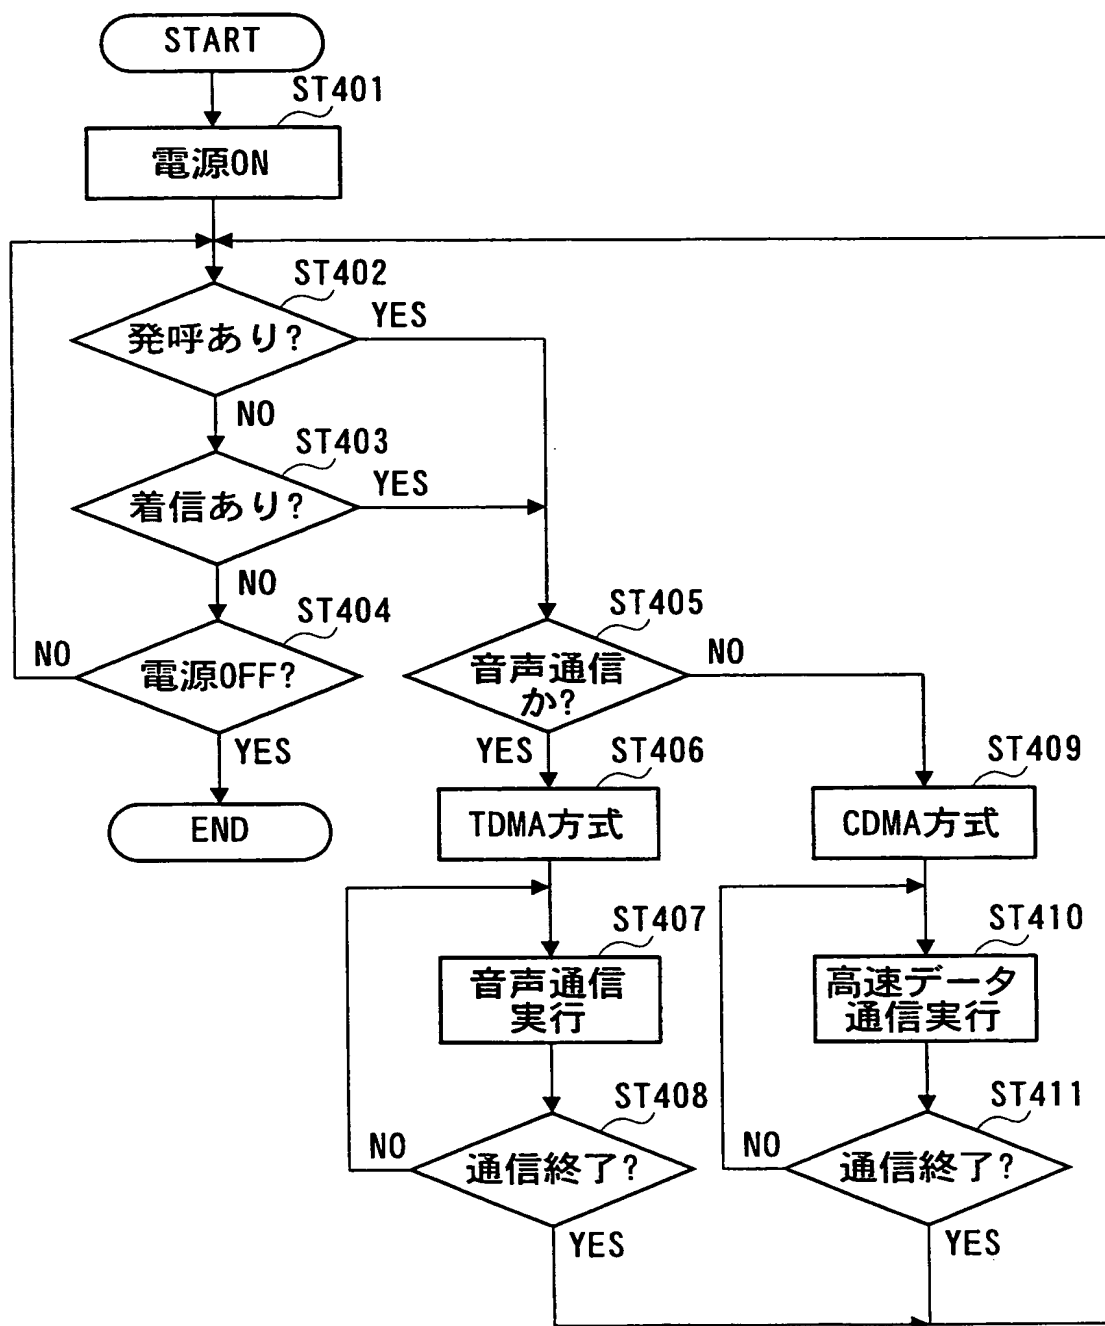 START
ST401
電源ON
ST402
発呼あり?
YES
NO
ST403
着信あり?
YES
NO
ST404
電源OFF?
NO
YES
END
ST405
音声通信
か?
NO
YES
ST406
TDMA方式
ST407
音声通信
実行
ST408
通信終了?
NO
YES
ST409
CDMA方式
ST410
高速データ
通信実行
ST411
通信終了?
NO
YES